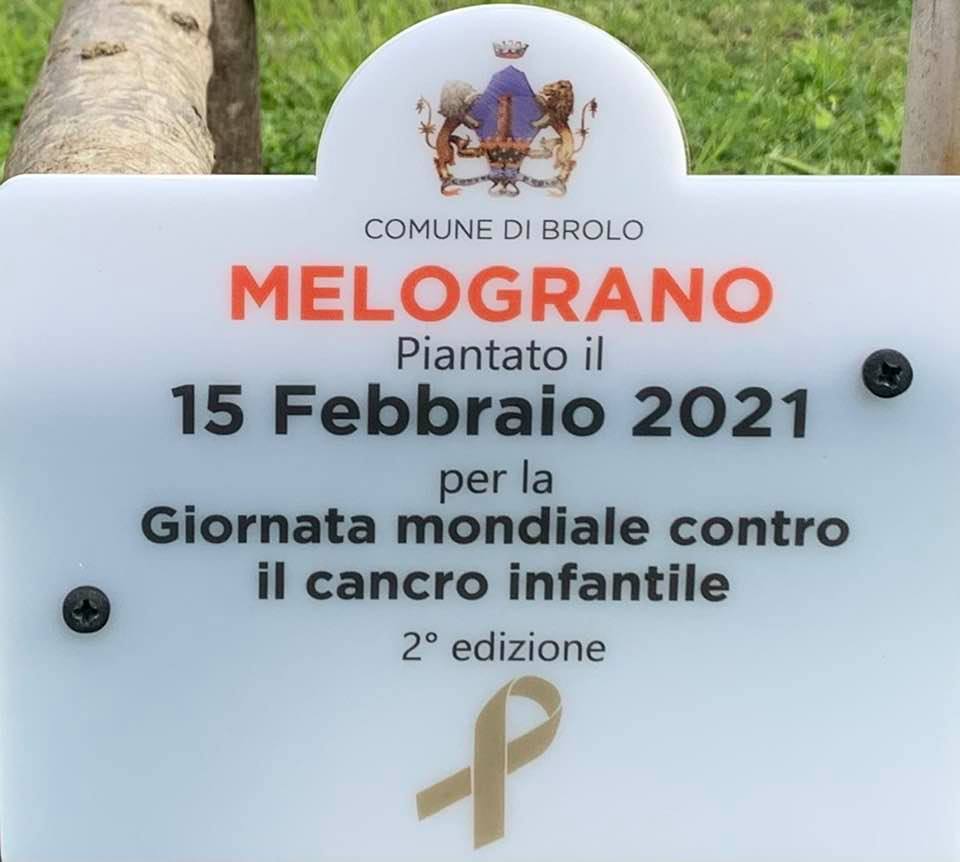 COMUNE DI BROLO
MELOGRANO
Piantato il
15 Febbraio 2021
per la
Giornata mondiale contro
il cancro infantile
2° edizione